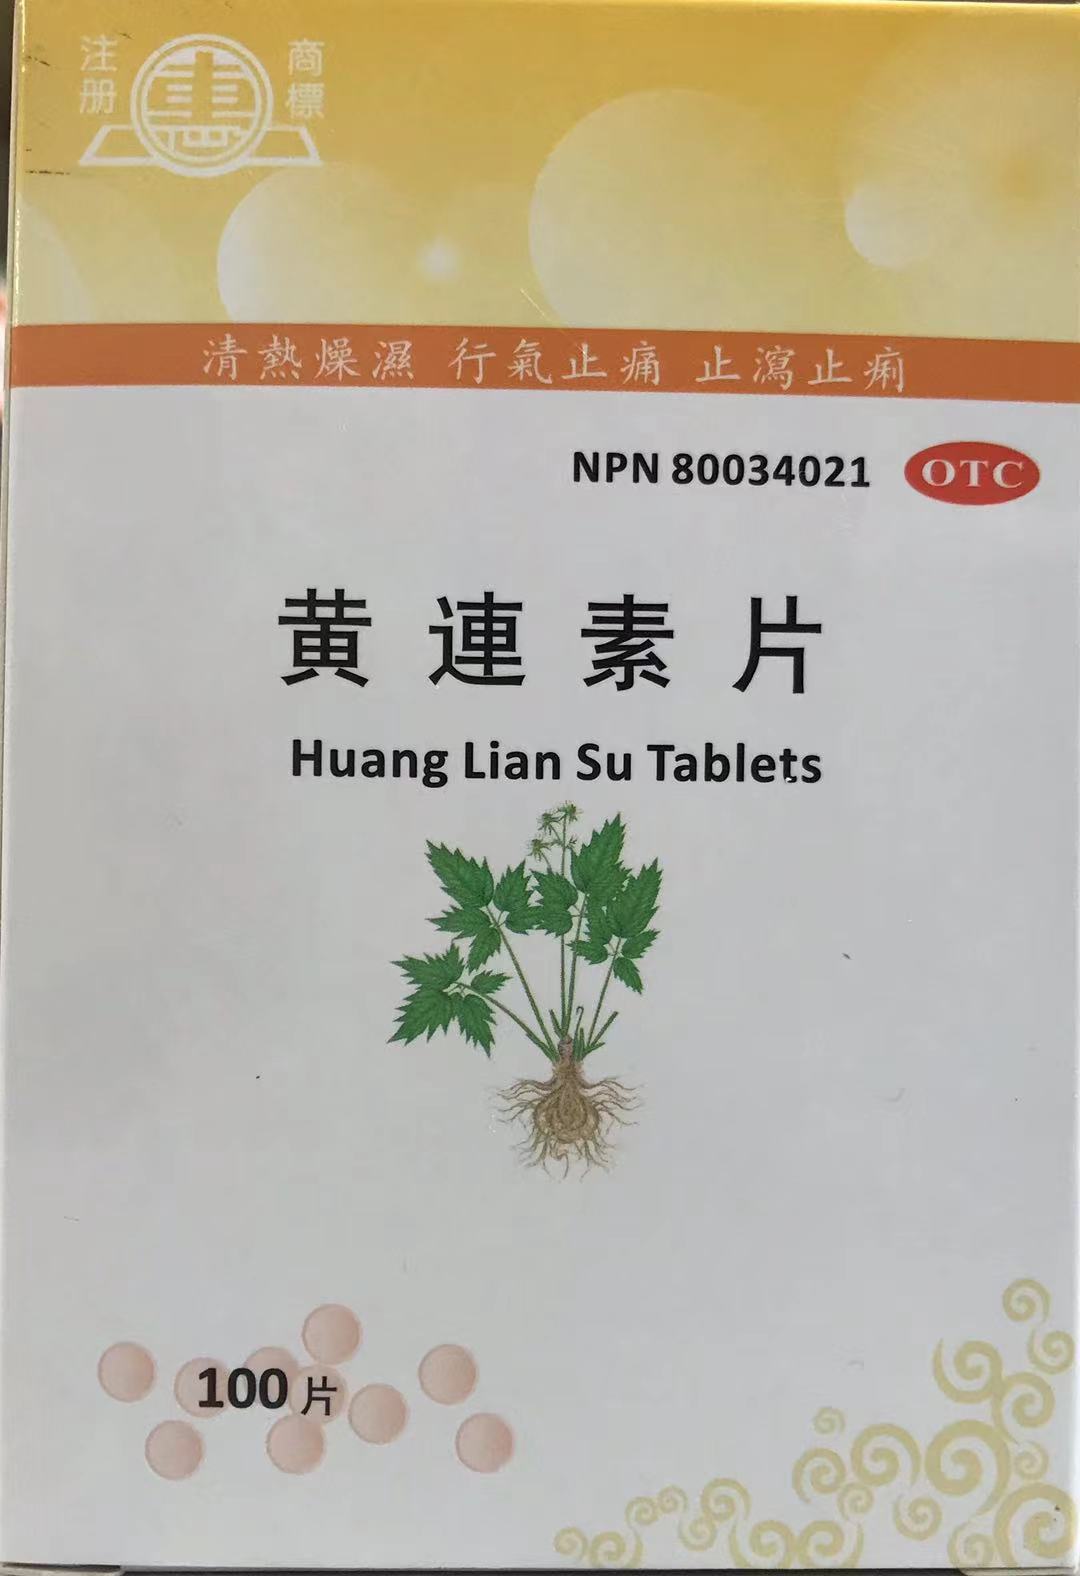 注册 商標
清熱燥濕 行氣止痛 止瀉止痢
NPN 80034021 OTC
黄連素片
Huang Lian Su Tablets
100片